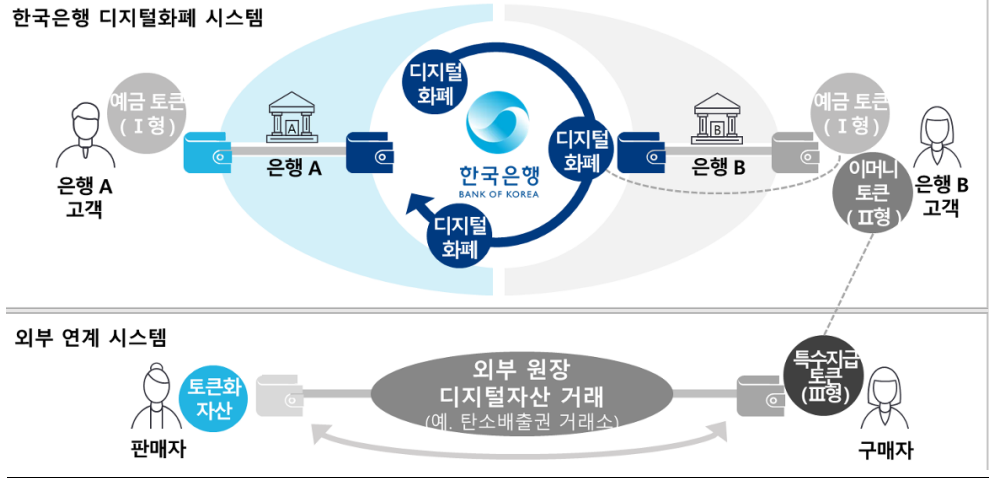 한국은행 디지털화폐 시스템
디지털
화폐
예금 토큰
( I 형 )
예금 토큰
( I 형 )
A
B
은행 A
디지털
화폐
은행 B
한국은행
BANK OF KOREA
이머니
토큰
( II형 )
은행 A
고객
은행 B
고객
디지털
화폐
외부 연계 시스템
외부 원장
디지털자산 거래
(예. 탄소배출권 거래소)
토큰화
자산
특수지급
토큰
(III형)
판매자
구매자